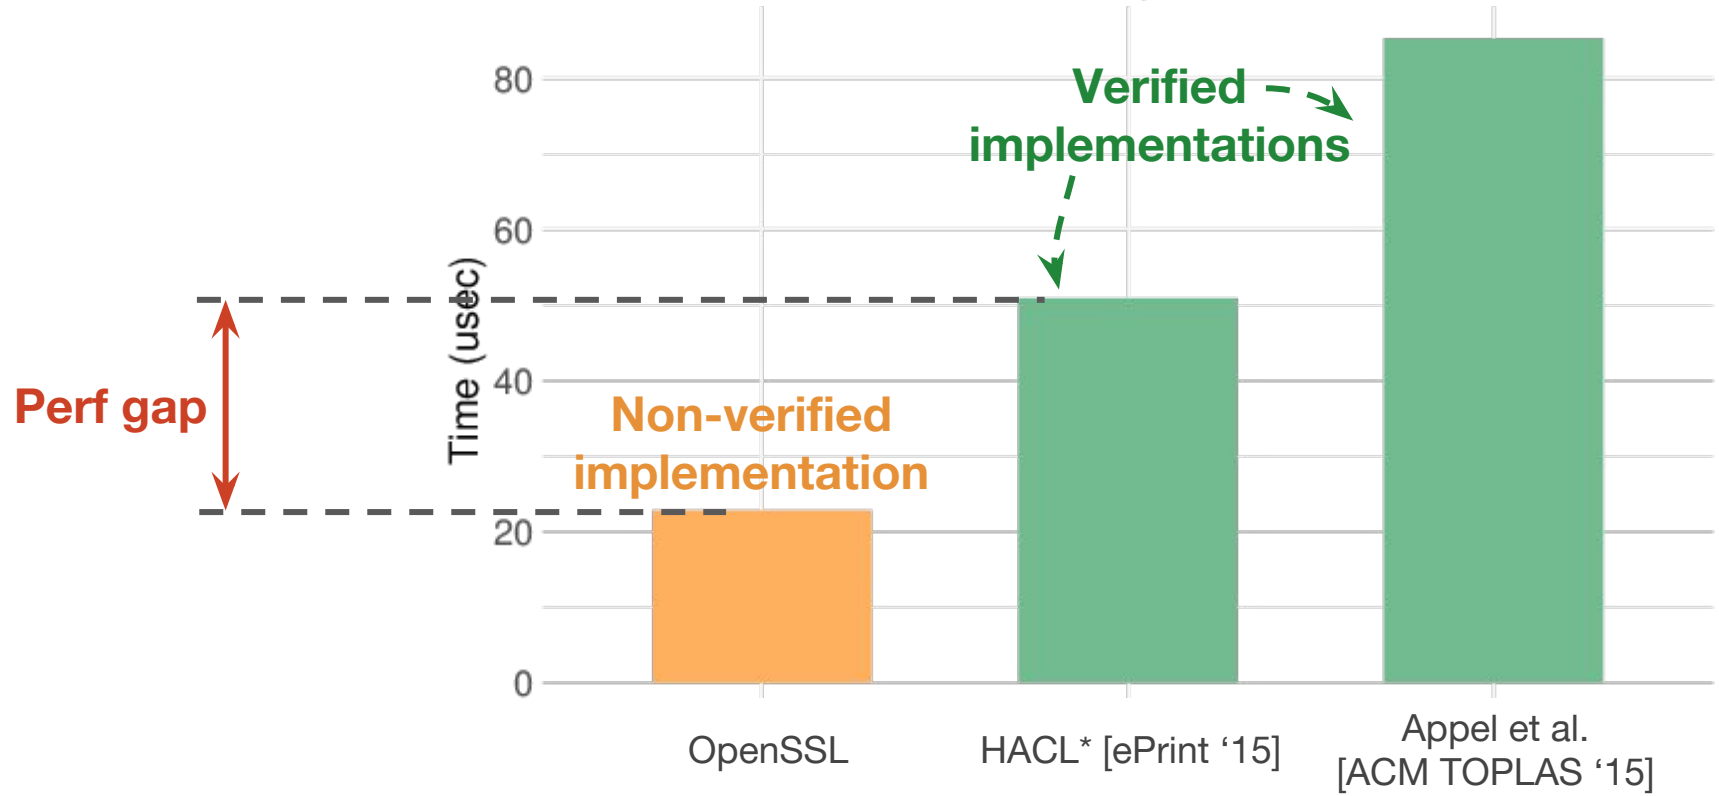 80
Verified
implementations
60
Time (usec)
40
Perf gap
Non-verified
implementation
20
0
OpenSSL
HACL* [ePrint ‘15]
Appel et al.
[ACM TOPLAS ‘15]